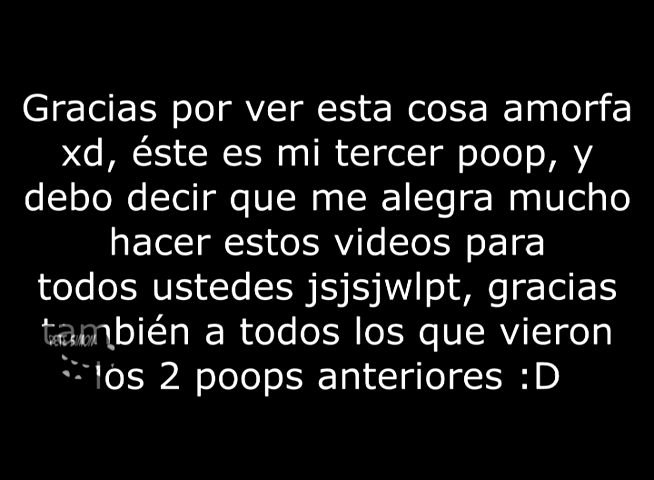 Gracias por ver esta cosa amorfa
xd, éste es mi tercer poop, y
debo decir que me alegra mucho
hacer estos videos para
todos ustedes jsjsjwlpt, gracias
también a todos los que vieron
los 2 poops anteriores :D